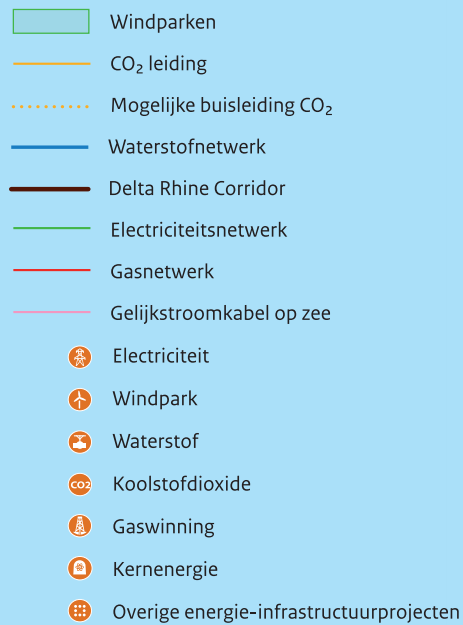 Windparken
CO₂ leiding
Mogelijke buisleiding CO₂
Waterstofnetwerk
Delta Rhine Corridor
Electriciteitsnetwerk
Gasnetwerk
Gelijkstroomkabel op zee
Electriciteit
Windpark
Waterstof
CO2 Koolstofdioxide
Gaswinning
Kernenergie
Overige energie-infrastructuurprojecten